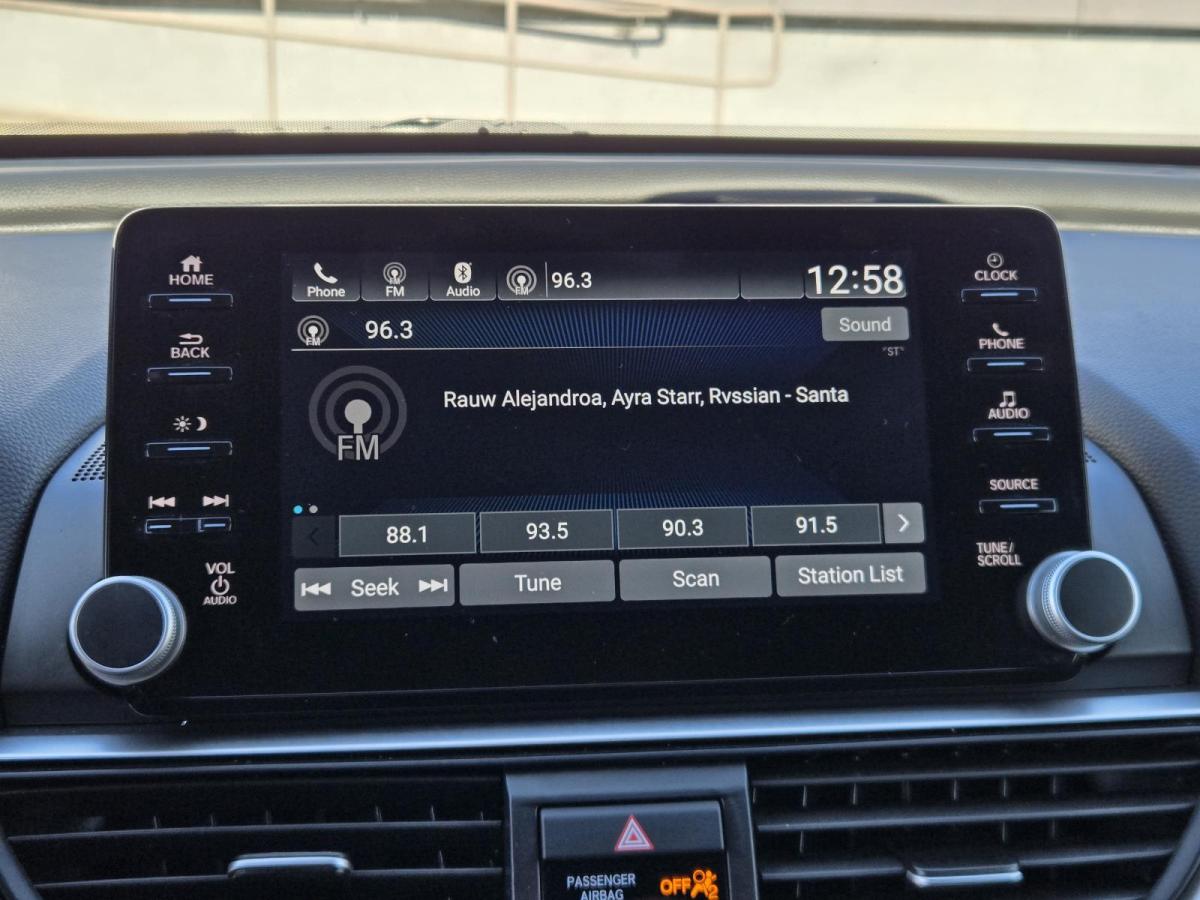 HOME
BACK
VOL
AUDIO
Phone
FM
Audio
FM
96.3
12:58
FM
96.3
Sound
"ST"
FM
Rauw Alejandroa, Ayra Starr, Rvssian - Santa
88.1
93.5
90.3
91.5
Seek
Tune
Scan
Station List
CLOCK
PHONE
AUDIO
SOURCE
TUNE/
SCROLL
PASSENGER
AIRBAG
OFF
2